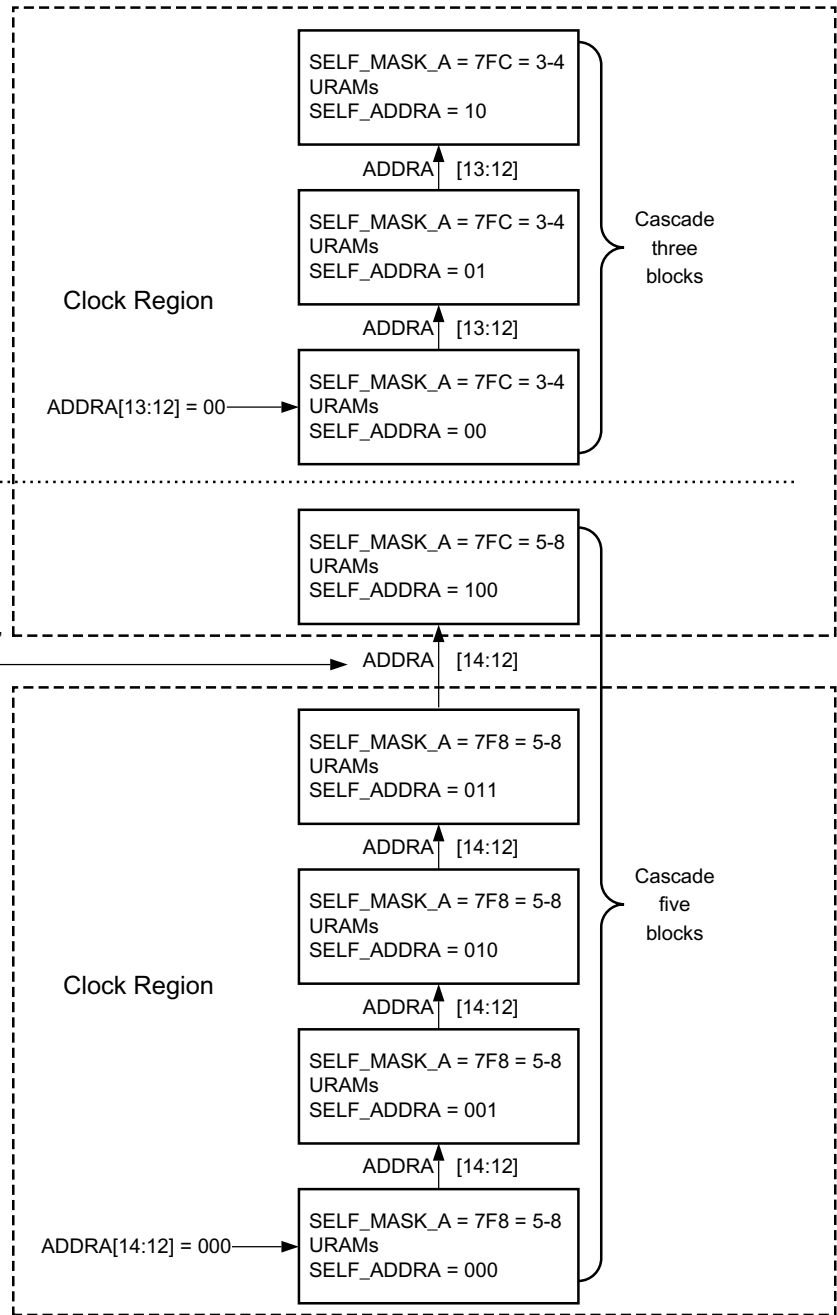 SELF_MASK_A = 7FC = 3-4
URAMs
SELF_ADDRA = 10
ADDRA [13:12]
SELF_MASK_A = 7FC = 3-4
URAMs
SELF_ADDRA = 01
Cascade
three
blocks
Clock Region
ADDRA [13:12]
SELF_MASK_A = 7FC = 3-4
URAMs
SELF_ADDRA = 00
ADDRA[13:12] = 00
SELF_MASK_A = 7FC = 5-8
URAMs
SELF_ADDRA = 100
ADDRA [14:12]
SELF_MASK_A = 7F8 = 5-8
URAMs
SELF_ADDRA = 011
ADDRA [14:12]
SELF_MASK_A = 7F8 = 5-8
URAMs
SELF_ADDRA = 010
Cascade
five
blocks
Clock Region
ADDRA [14:12]
SELF_MASK_A = 7F8 = 5-8
URAMs
SELF_ADDRA = 001
ADDRA [14:12]
SELF_MASK_A = 7F8 = 5-8
URAMs
SELF_ADDRA = 000
ADDRA[14:12] = 000